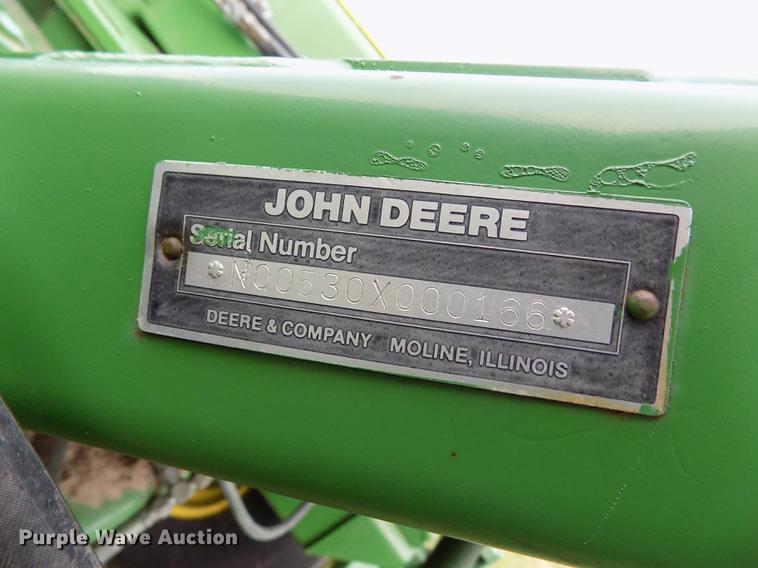 JOHN DEERE
Serial Number
*N00530X000166*
DEERE & COMPANY MOLINE, ILLINOIS
Purple Wave Auction